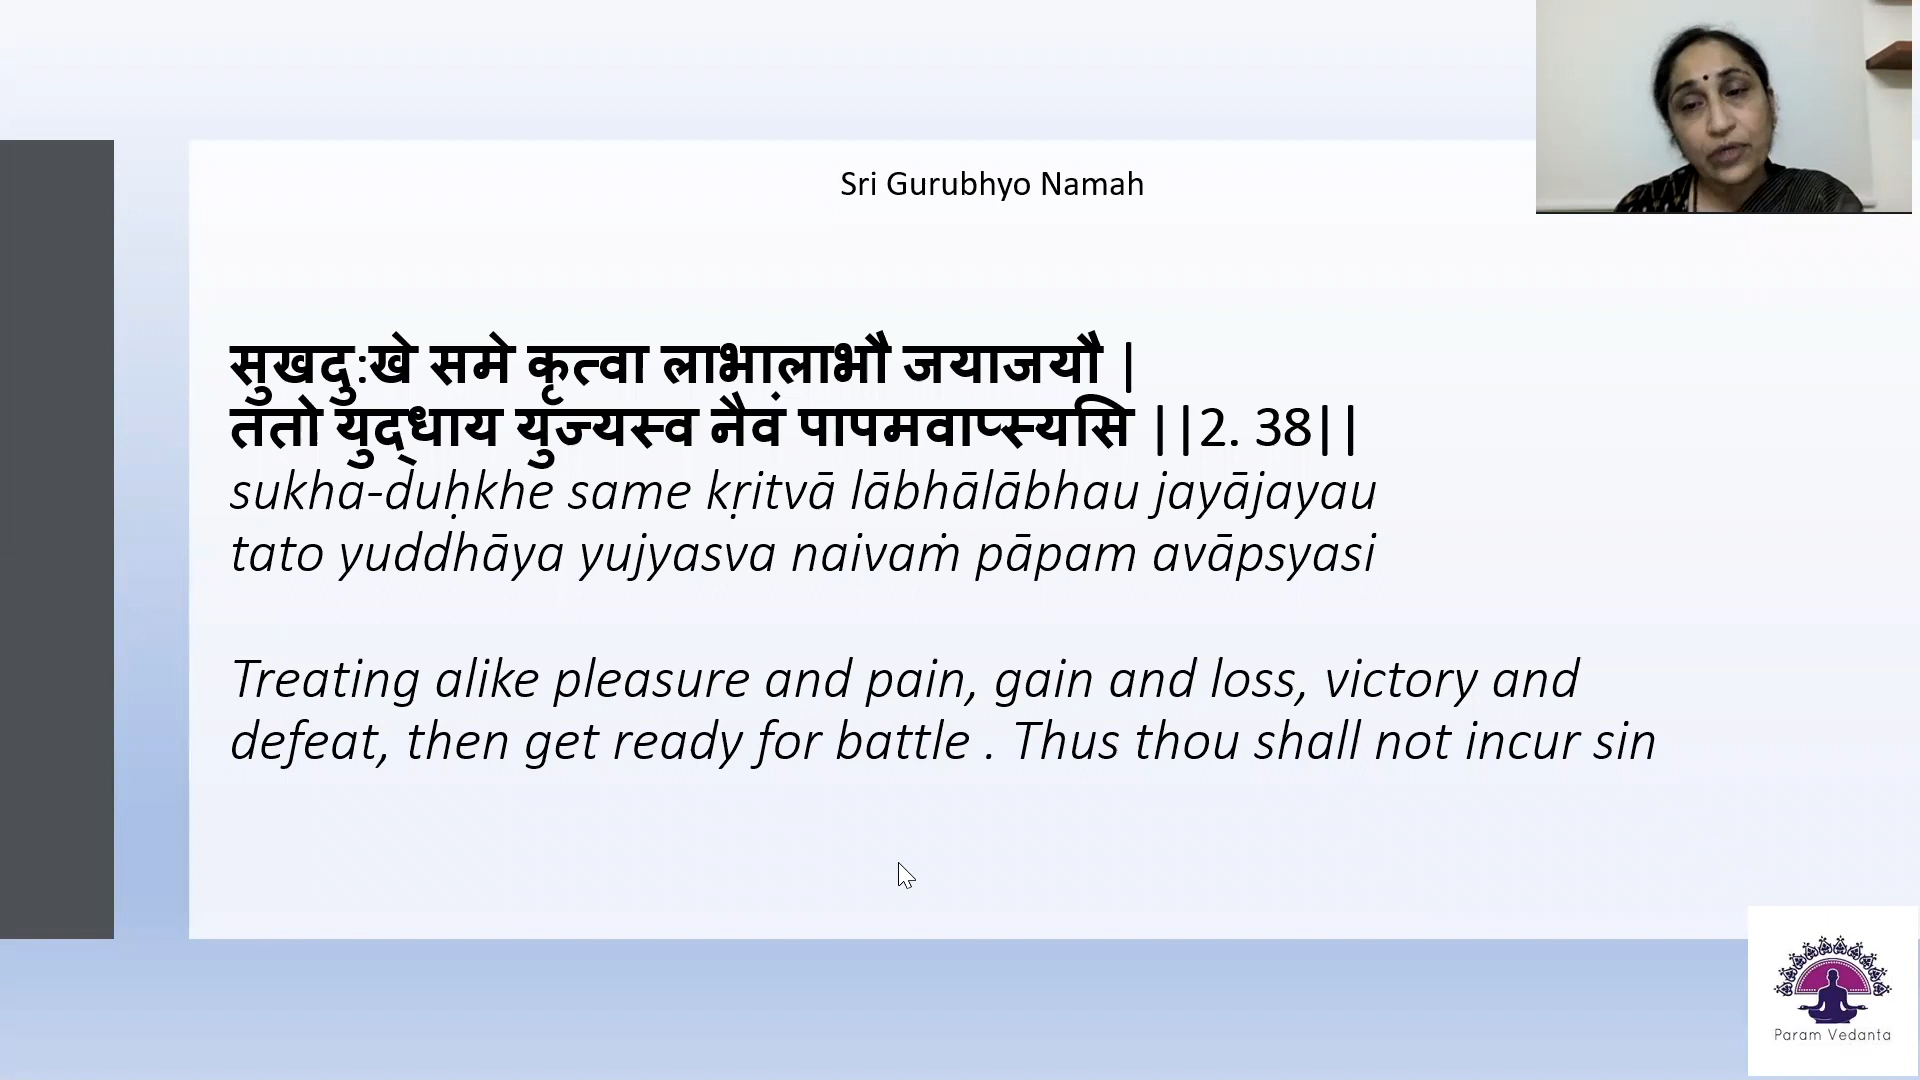 Sri Gurubhyo Namah
सुखदु:खे समे कृत्वा लाभालाभौ जयाजयौ |
ततो युद्धाय युज्यस्व नैवं पापमवाप्स्यसि ||2. 38||
sukha-duḥkhe same kṛitvā lābhālābhau jayājayau
tato yuddhāya yujyasva naivaṁ pāpam avāpsyasi
Treating alike pleasure and pain, gain and loss, victory and
defeat, then get ready for battle . Thus thou shall not incur sin
Param Vedanta